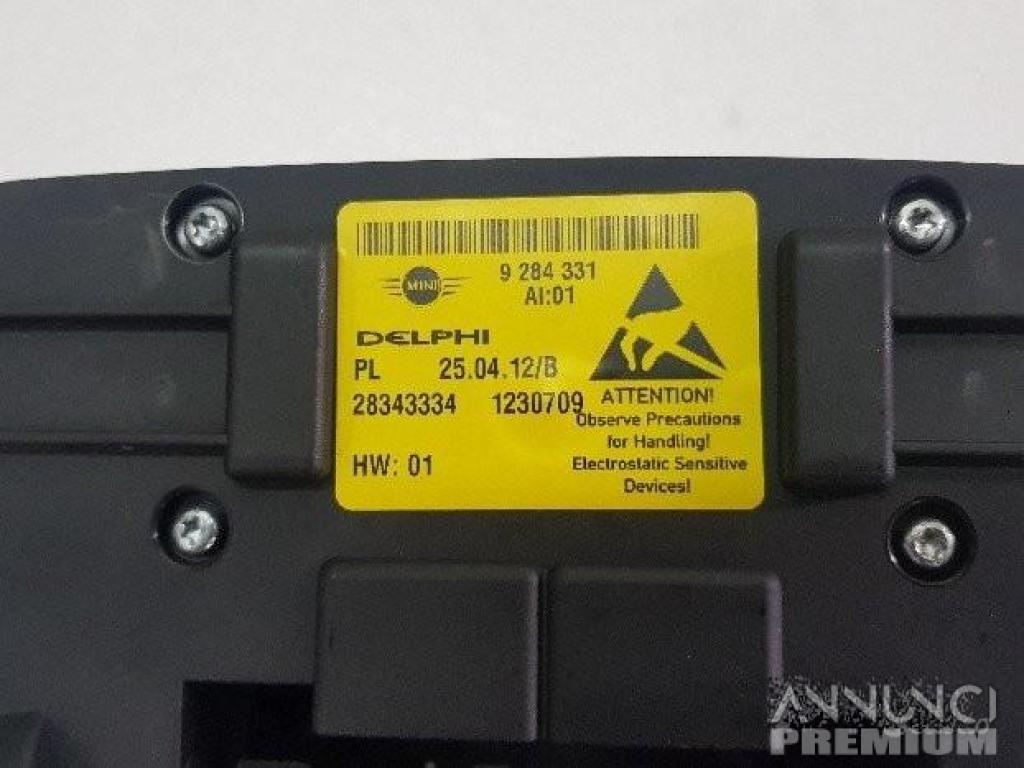 9 284 331
MINI
AI:01
DELPHI
PL 25.04.12/B
28343334 1230709
HW: 01
ATTENTION!
Observe Precautions
for Handling!
Electrostatic Sensitive
Devices!
ANNUNCI
PREMIUM